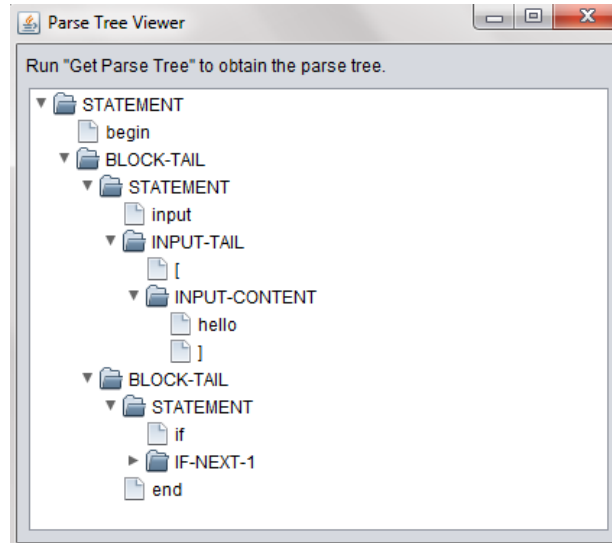 Parse Tree Viewer
Run "Get Parse Tree" to obtain the parse tree.
STATEMENT
begin
BLOCK-TAIL
STATEMENT
input
INPUT-TAIL
[
INPUT-CONTENT
hello
]
BLOCK-TAIL
STATEMENT
if
IF-NEXT-1
end